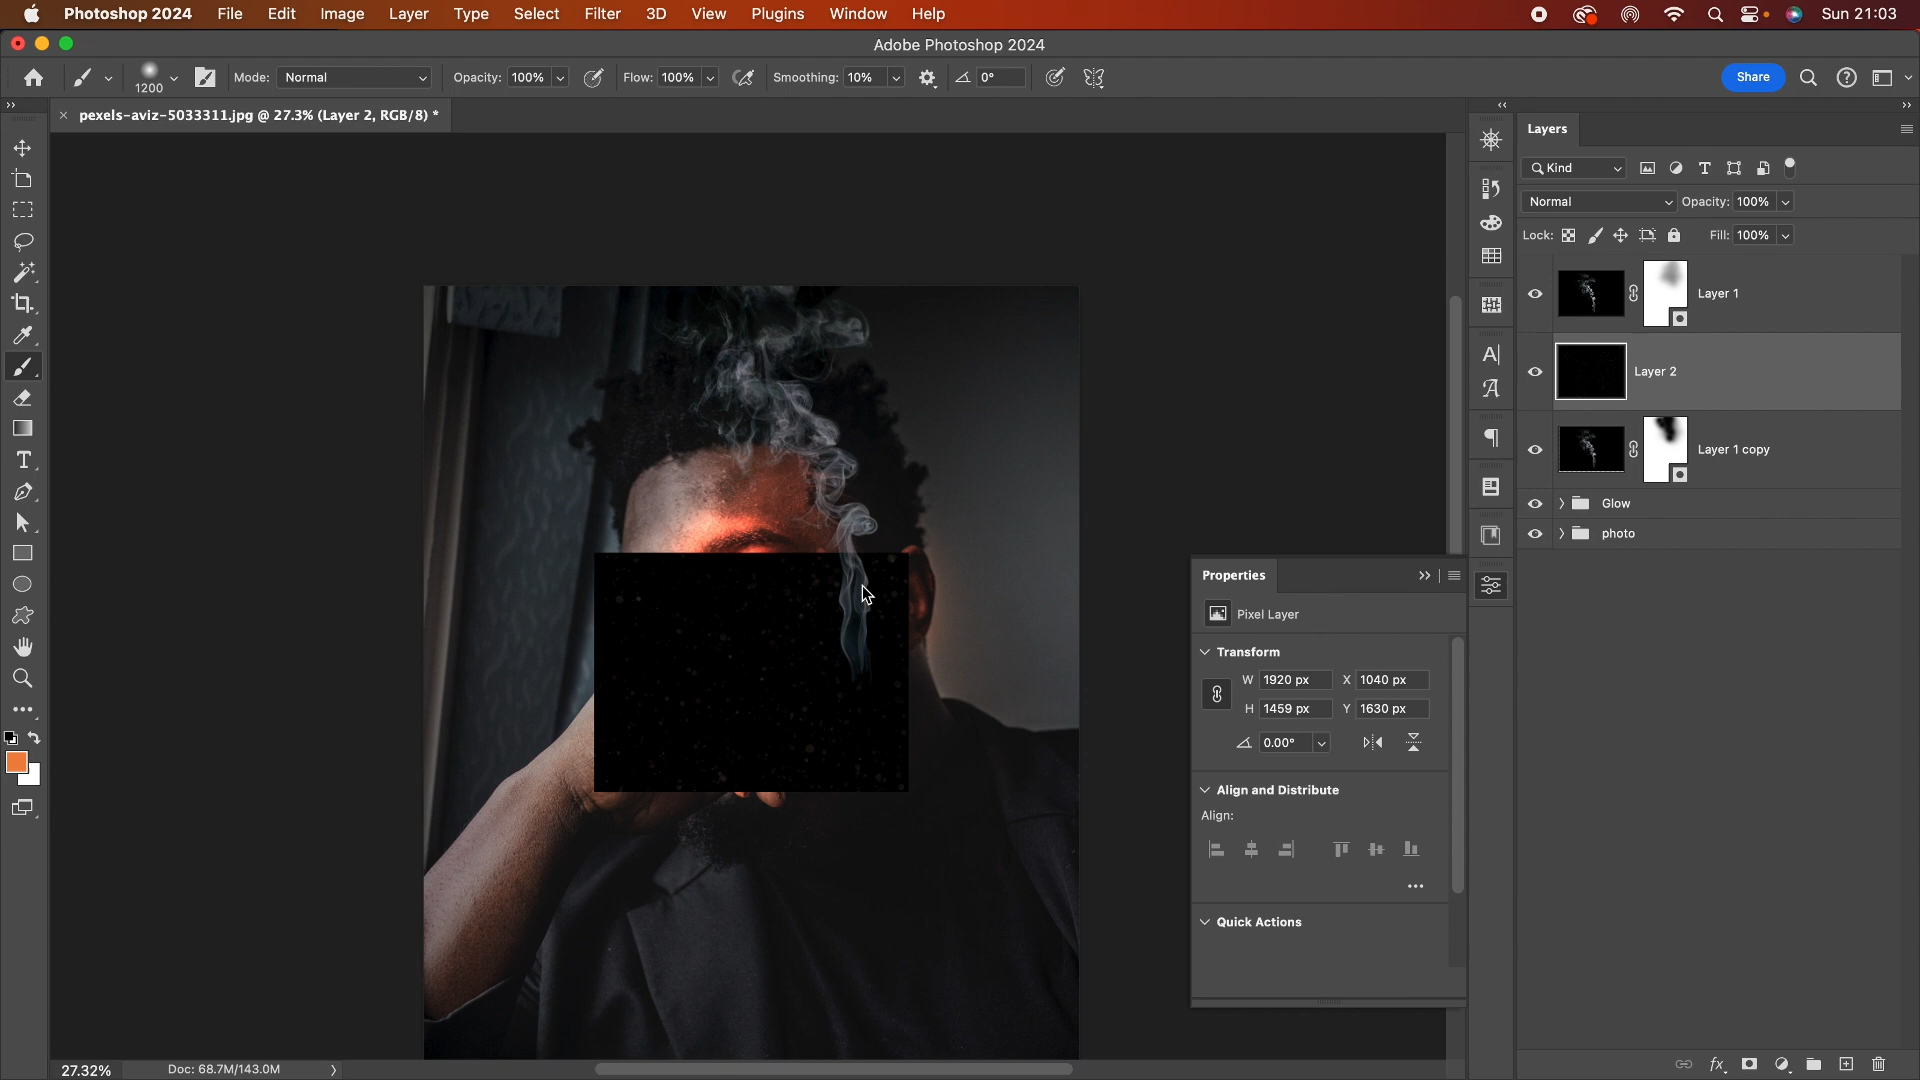 Photoshop 2024 File Edit Image Layer Type Select Filter 3D View Plugins Window Help Sun 21:03
Adobe Photoshop 2024
1200 Mode: Normal Opacity: 100% Flow: 100% Smoothing: 10% 0° Share
pexels-aviz-5033311.jpg @ 27.3% (Layer 2, RGB/8) *
Layers
Kind
Normal Opacity: 100%
Lock: Fill: 100%
Layer 1
Layer 2
Layer 1 copy
Glow
photo
Properties
Pixel Layer
Transform
W 1920 px X 1040 px
H 1459 px Y 1630 px
0.00°
Align and Distribute
Align:
Quick Actions
27.32% Doc: 68.7M/143.0M